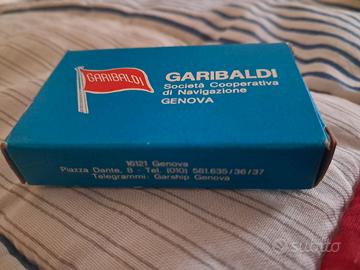 GARIBALDI
GARIBALDI
Società Cooperativa
di Navigazione
GENOVA
16121 Genova
Piazza Dante, 8 - Tel. (010) 581.635/36/37
Telegrammi: Garship Genova
subito